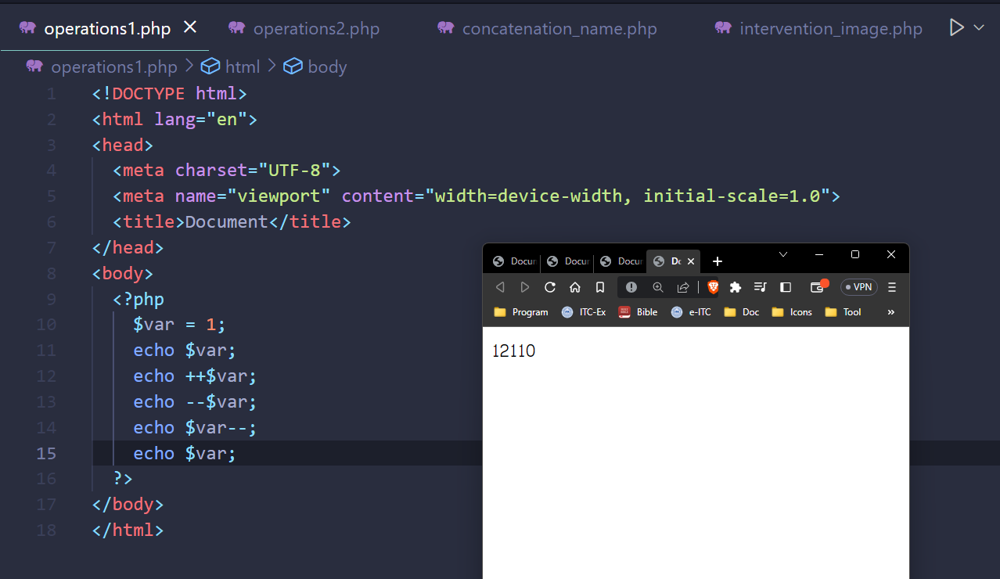 operations1.php
operations2.php
concatenation_name.php
intervention_image.php
operations1.php > html > body
1 <!DOCTYPE html>
2 <html lang="en">
3 <head>
4 <meta charset="UTF-8">
5 <meta name="viewport" content="width=device-width, initial-scale=1.0">
6 <title>Document</title>
7 </head>
8 <body>
9 <?php
10 $var = 1;
11 echo $var;
12 echo ++$var;
13 echo --$var;
14 echo $var--;
15 echo $var;
16 ?>
17 </body>
18 </html>
Docum Docum Docum Do
VPN
Program ITC-Ex Bible e-ITC Doc Icons Tool »
12110